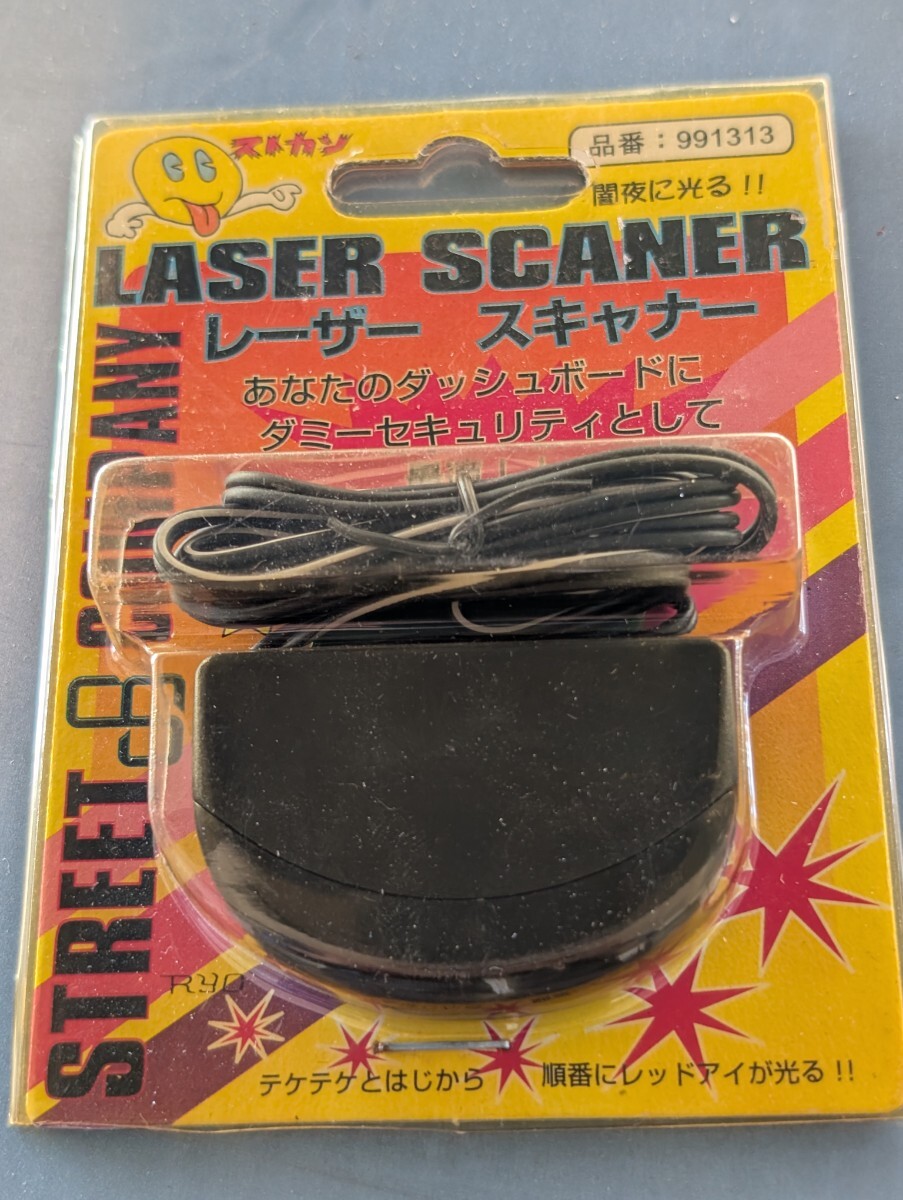 ストカン
品番：991313
闇夜に光る!!
LASER SCANER
レーザー スキャナー
あなたのダッシュボードに
ダミーセキュリティとして
STREET & COMPANY
RYO
テケテケとはじから 順番にレッドアイが光る!!